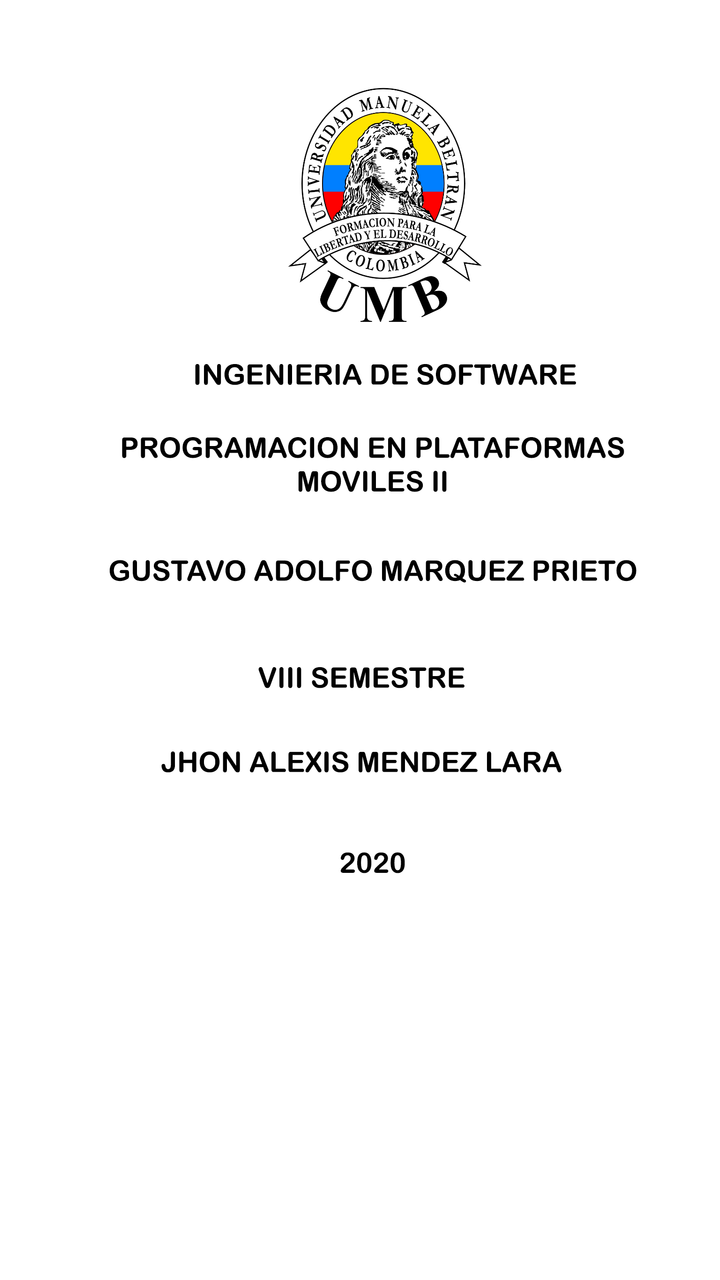 UNIVERSIDAD MANUELA BELTRAN
FORMACION PARA LA
LIBERTAD Y EL DESARROLLO
COLOMBIA
UMB
INGENIERIA DE SOFTWARE
PROGRAMACION EN PLATAFORMAS
MOVILES II
GUSTAVO ADOLFO MARQUEZ PRIETO
VIII SEMESTRE
JHON ALEXIS MENDEZ LARA
2020